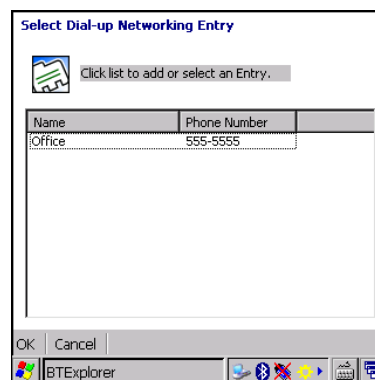 Select Dial-up Networking Entry
Click list to add or select an Entry.
Name Phone Number
Office 555-5555
OK Cancel
BTExplorer